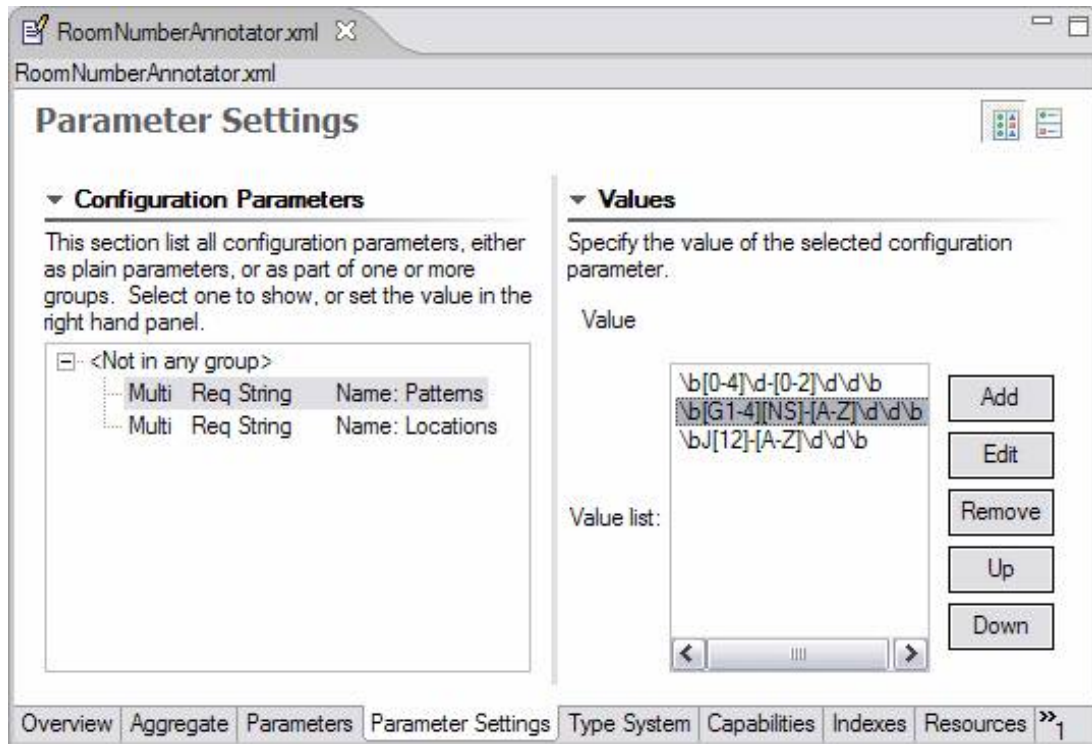 RoomNumberAnnotator.xml
RoomNumberAnnotator.xml
Parameter Settings
Configuration Parameters
This section list all configuration parameters, either
as plain parameters, or as part of one or more
groups. Select one to show, or set the value in the
right hand panel.
<Not in any group>
Multi Req String Name: Patterns
Multi Req String Name: Locations
Values
Specify the value of the selected configuration
parameter.
Value
Value list:
\b[0-4]\d-[0-2]\d\d\b
\b[G1-4][NS]-[A-Z]\d\d\b
\bJ[12]-[A-Z]\d\d\b
Add
Edit
Remove
Up
Down
Overview Aggregate Parameters Parameter Settings Type System Capabilities Indexes Resources »1